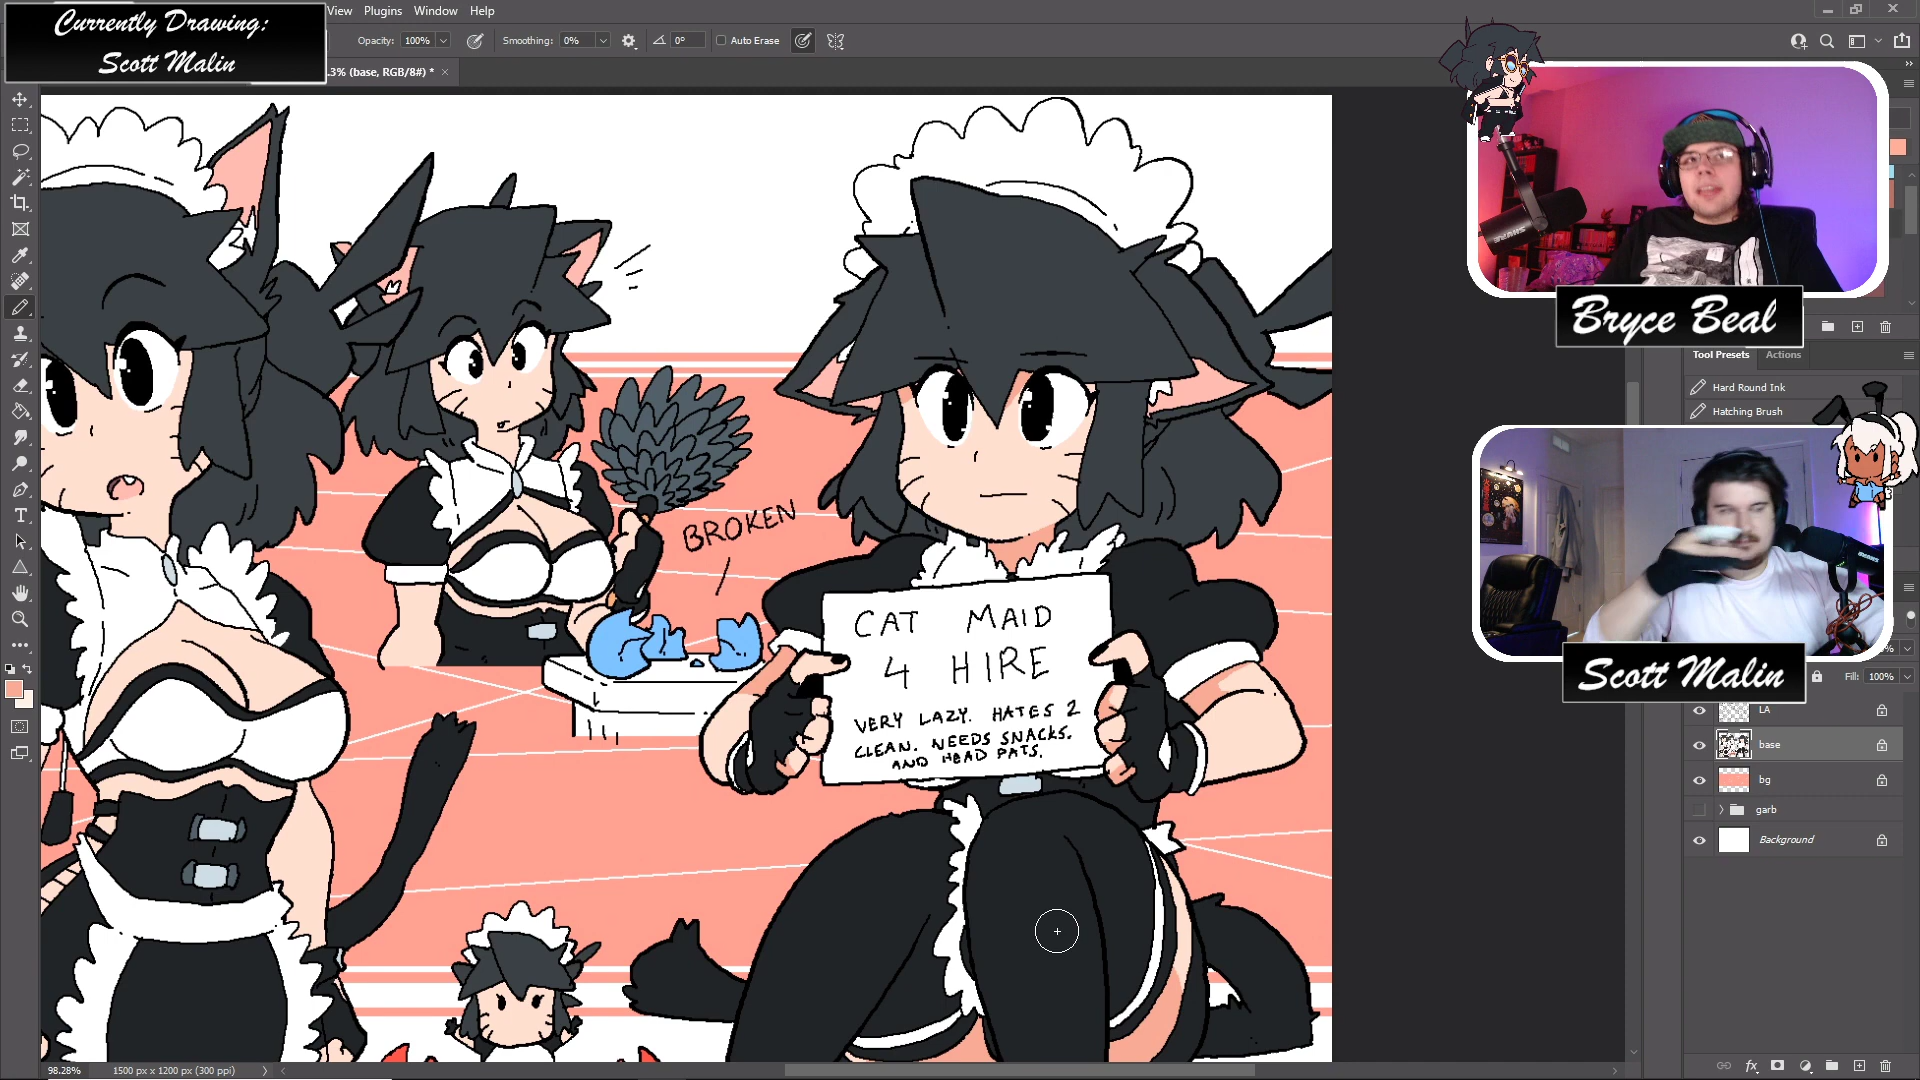 Currently Drawing:
Scott Malin
View Plugins Window Help
Opacity: 100% Smoothing: 0% 0° Auto Erase
.3% (base, RGB/8#) *
BROKEN
CAT MAID
4 HIRE
VERY LAZY. HATES 2
CLEAN. NEEDS SNACKS.
AND HEAD PATS.
SHURE
Bryce Beal
Tool Presets Actions
Hard Round Ink
Hatching Brush
Scott Malin
Fill: 100%
LA
base
bg
garb
Background
98.28% 1500 px x 1200 px (300 ppi)